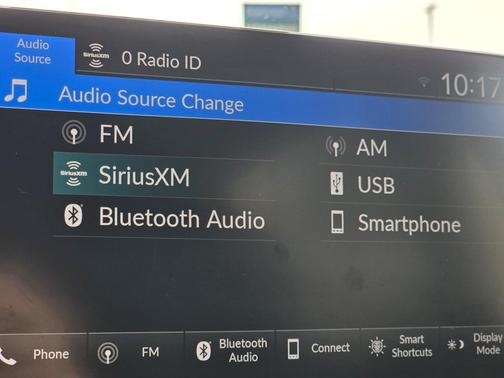 Audio
Source
SiriusXM
0 Radio ID
10:17
Audio Source Change
FM
AM
SiriusXM
SiriusXM
USB
Bluetooth Audio
Smartphone
Phone
FM
Bluetooth
Audio
Connect
Smart
Shortcuts
Display
Mode